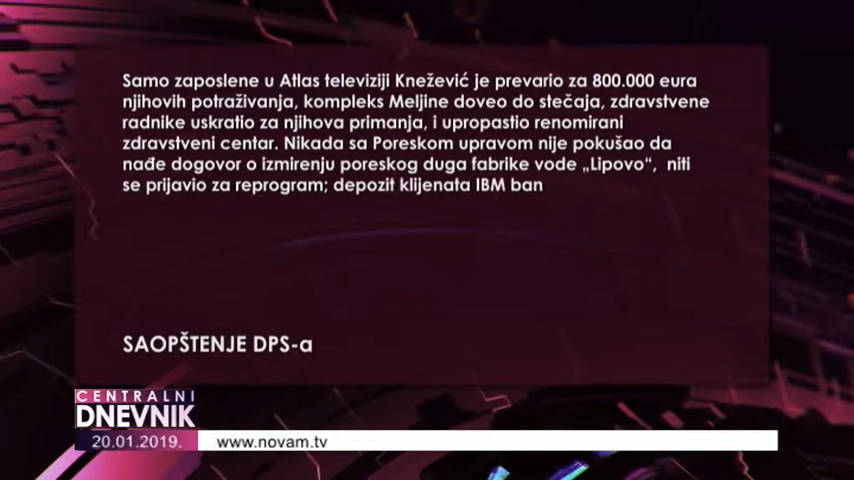 Samo zaposlene u Atlas televiziji Knežević je prevario za 800.000 eura
njihovih potraživanja, kompleks Meljine doveo do stečaja, zdravstvene
radnike uskratio za njihova primanja, i upropastio renomirani
zdravstveni centar. Nikada sa Poreskom upravom nije pokušao da
nađe dogovor o izmirenju poreskog duga fabrike vode „Lipovo“, niti
se prijavio za reprogram; depozit klijenata IBM ban
SAOPŠTENJE DPS-a
CENTRALNI
DNEVNIK
20.01.2019.
www.novam.tv